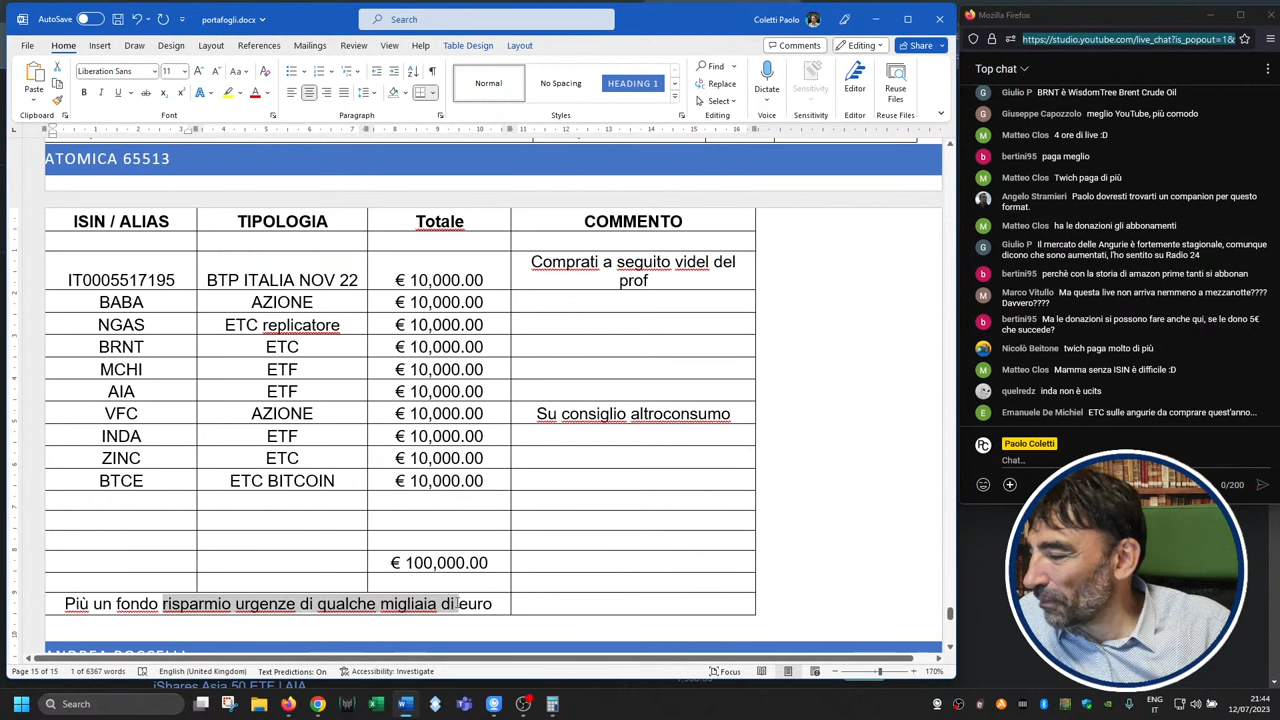 AutoSave Off portafogli.docx Search Coletti Paolo
File Home Insert Draw Design Layout References Mailings Review View Help Table Design Layout Comments Editing Share
Liberation Sans 11
Normal No Spacing HEADING 1
Find
Replace
Select
Paste Dictate Sensitivity Editor Reuse Files
Clipboard Font Paragraph Styles Editing Voice Sensitivity Editor Reuse Files
ATOMICA 65513
ISIN / ALIAS TIPOLOGIA Totale COMMENTO
IT0005517195 BTP ITALIA NOV 22 € 10,000.00 Comprati a seguito videl del prof
BABA AZIONE € 10,000.00
NGAS ETC replicatore € 10,000.00
BRNT ETC € 10,000.00
MCHI ETF € 10,000.00
AIA ETF € 10,000.00
VFC AZIONE € 10,000.00 Su consiglio altroconsumo
INDA ETF € 10,000.00
ZINC ETC € 10,000.00
BTCE ETC BITCOIN € 10,000.00
€ 100,000.00
Più un fondo risparmio urgenze di qualche migliaia di euro
Page 15 of 15 1 of 6367 words English (United Kingdom) Text Predictions: On Accessibility: Investigate Focus 170%
iShares Asia 50 ETF | AIA
Search
ENG
IT
21:44
12/07/2023
Mozilla Firefox
https://studio.youtube.com/live_chat?is_popout=1&
Top chat
Giulio P BRNT è WisdomTree Brent Crude Oil
Giuseppe Capozzolo meglio YouTube, più comodo
Matteo Clos 4 ore di live :D
bertini95 paga meglio
Matteo Clos Twich paga di più
Angelo Stramieri Paolo dovresti trovarti un companion per questo
format.
Matteo Clos ha le donazioni gli abbonamenti
Giulio P Il mercato delle Angurie è fortemente stagionale, comunque
dicono che sono aumentati, l'ho sentito su Radio 24
bertini95 perchè con la storia di amazon prime tanti si abbonan
Marco Vitullo Ma questa live non arriva nemmeno a mezzanotte????
Davvero????
bertini95 Ma le donazioni si possono fare anche qui, se le dono 5€
che succede?
Nicolò Beitone twich paga molto di più
Matteo Clos Mamma senza ISIN è difficile :D
quelredz inda non è ucits
Emanuele De Michiel ETC sulle angurie da comprare quest'anno...
Paolo Coletti
Chat...
0/200